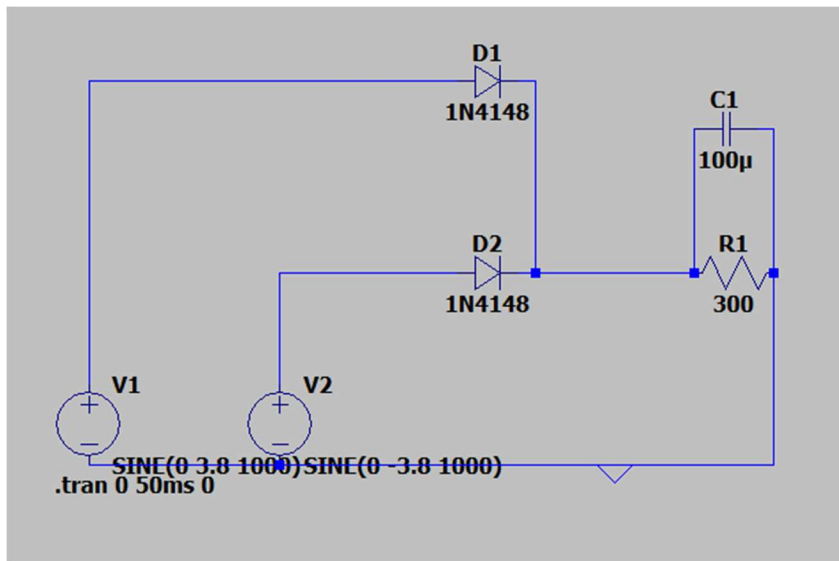 D1
1N4148
C1
100µ
D2
1N4148
R1
300
V1
V2
SINE(0 3.8 1000)
SINE(0 -3.8 1000)
.tran 0 50ms 0